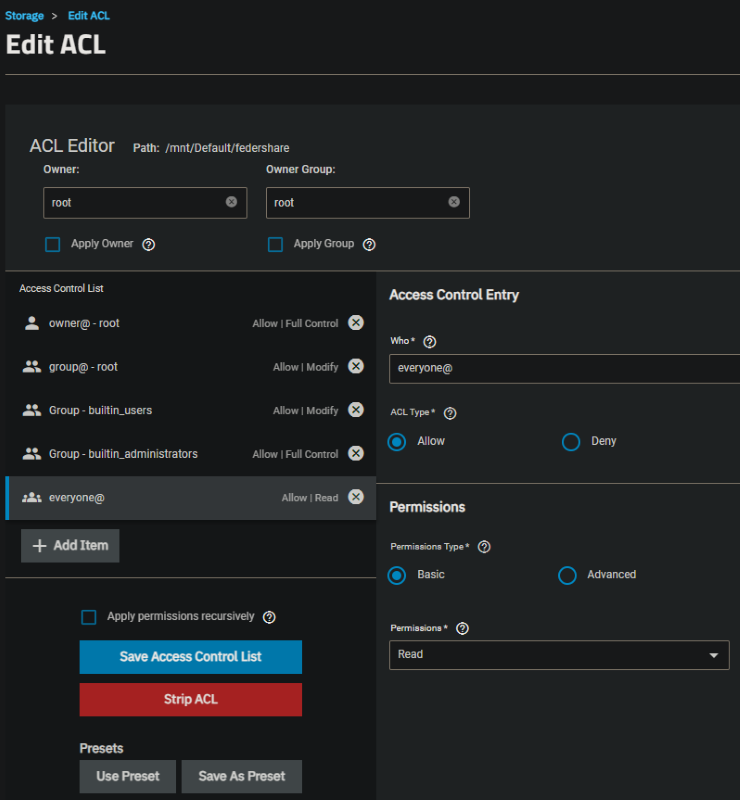 Storage > Edit ACL
Edit ACL
ACL Editor Path: /mnt/Default/federshare
Owner: Owner Group:
root root
Apply Owner Apply Group
Access Control List
owner@ - root Allow | Full Control
group@ - root Allow | Modify
Group - builtin_users Allow | Modify
Group - builtin_administrators Allow | Full Control
everyone@ Allow | Read
+ Add Item
Apply permissions recursively
Save Access Control List
Strip ACL
Presets
Use Preset Save As Preset
Access Control Entry
Who *
everyone@
ACL Type *
Allow Deny
Permissions
Permissions Type *
Basic Advanced
Permissions *
Read